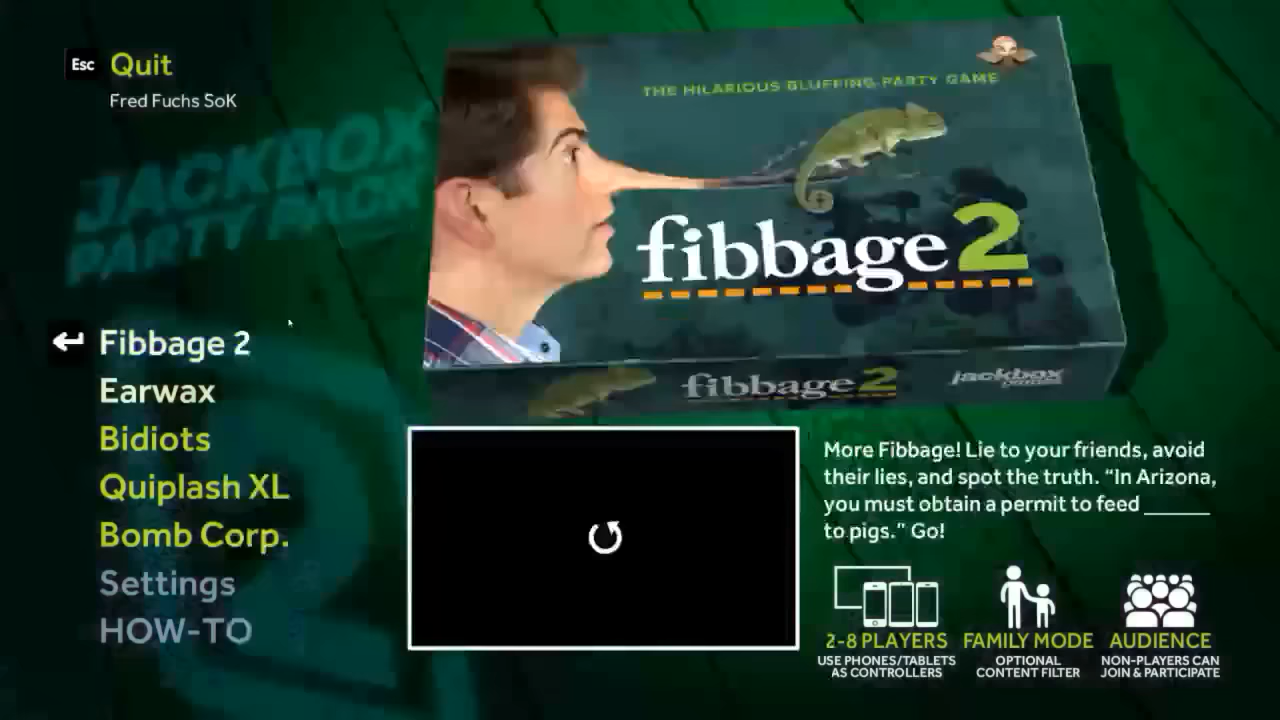 Esc Quit
Fred Fuchs SoK
JACKBOX
PARTY PACK
THE HILARIOUS BLUFFING PARTY GAME
fibbage 2
fibbage 2
jackbox
games
Fibbage 2
Earwax
Bidiots
Quiplash XL
Bomb Corp.
Settings
HOW-TO
More Fibbage! Lie to your friends, avoid
their lies, and spot the truth. “In Arizona,
you must obtain a permit to feed ______
to pigs.” Go!
2-8 PLAYERS
USE PHONES/TABLETS
AS CONTROLLERS
FAMILY MODE
OPTIONAL
CONTENT FILTER
AUDIENCE
NON-PLAYERS CAN
JOIN & PARTICIPATE